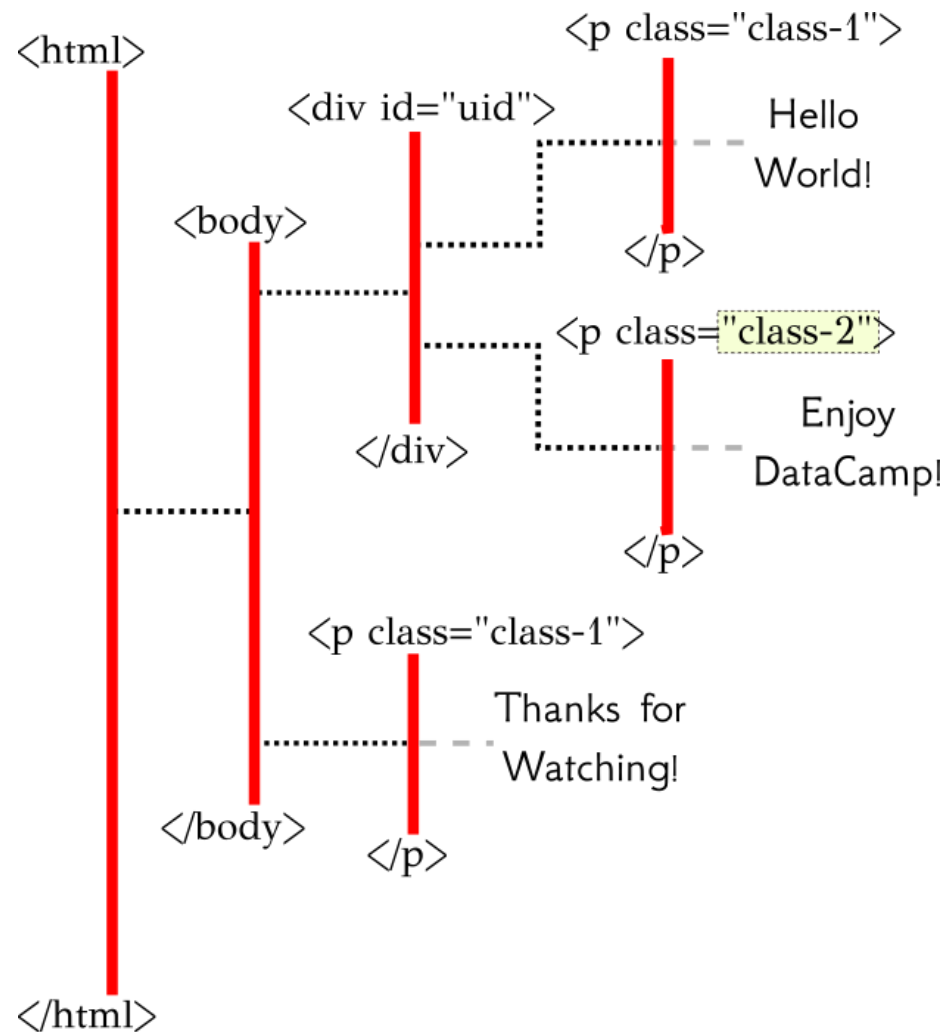 <html>
<body>
<div id="uid">
<p class="class-1">
Hello
World!
</p>
<p class="class-2">
Enjoy
DataCamp!
</p>
</div>
<p class="class-1">
Thanks for
Watching!
</p>
</body>
</html>